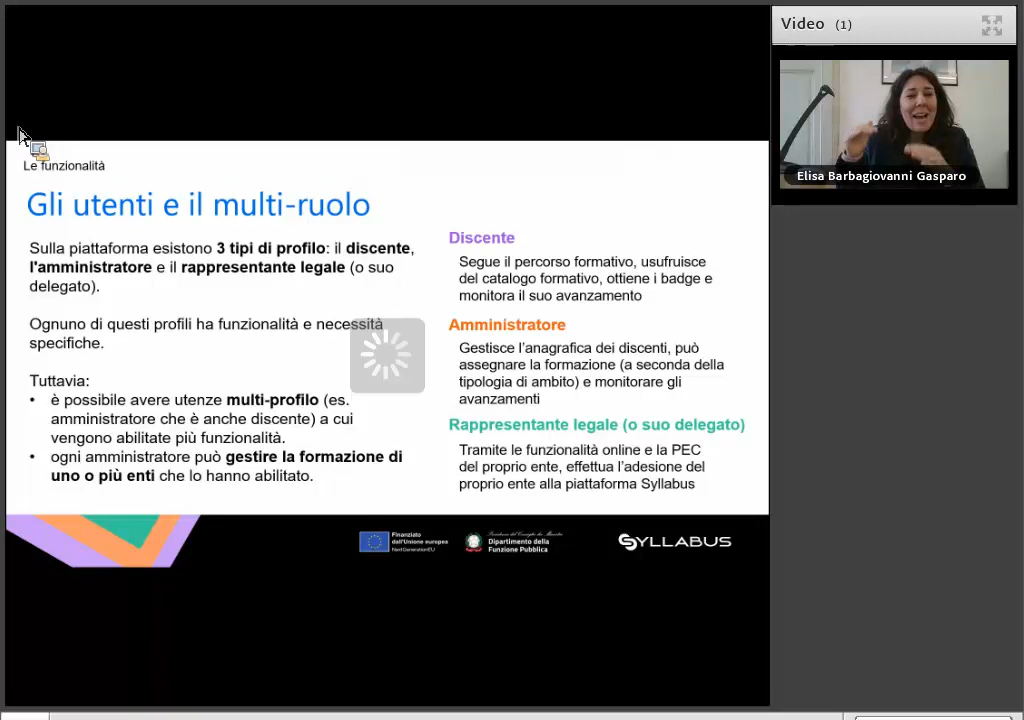 Video (1)
Elisa Barbagiovanni Gasparo
Le funzionalità
Gli utenti e il multi-ruolo
Sulla piattaforma esistono 3 tipi di profilo: il discente,
l'amministratore e il rappresentante legale (o suo
delegato).
Ognuno di questi profili ha funzionalità e necessità
specifiche.
Tuttavia:
• è possibile avere utenze multi-profilo (es.
amministratore che è anche discente) a cui
vengono abilitate più funzionalità.
• ogni amministratore può gestire la formazione di
uno o più enti che lo hanno abilitato.
Discente
Segue il percorso formativo, usufruisce
del catalogo formativo, ottiene i badge e
monitora il suo avanzamento
Amministratore
Gestisce l'anagrafica dei discenti, può
assegnare la formazione (a seconda della
tipologia di ambito) e monitorare gli
avanzamenti
Rappresentante legale (o suo delegato)
Tramite le funzionalità online e la PEC
del proprio ente, effettua l'adesione del
proprio ente alla piattaforma Syllabus
Finanziato
dall'Unione europea
NextGenerationEU
Presidenza del Consiglio dei Ministri
Dipartimento della
Funzione Pubblica
SYLLABUS